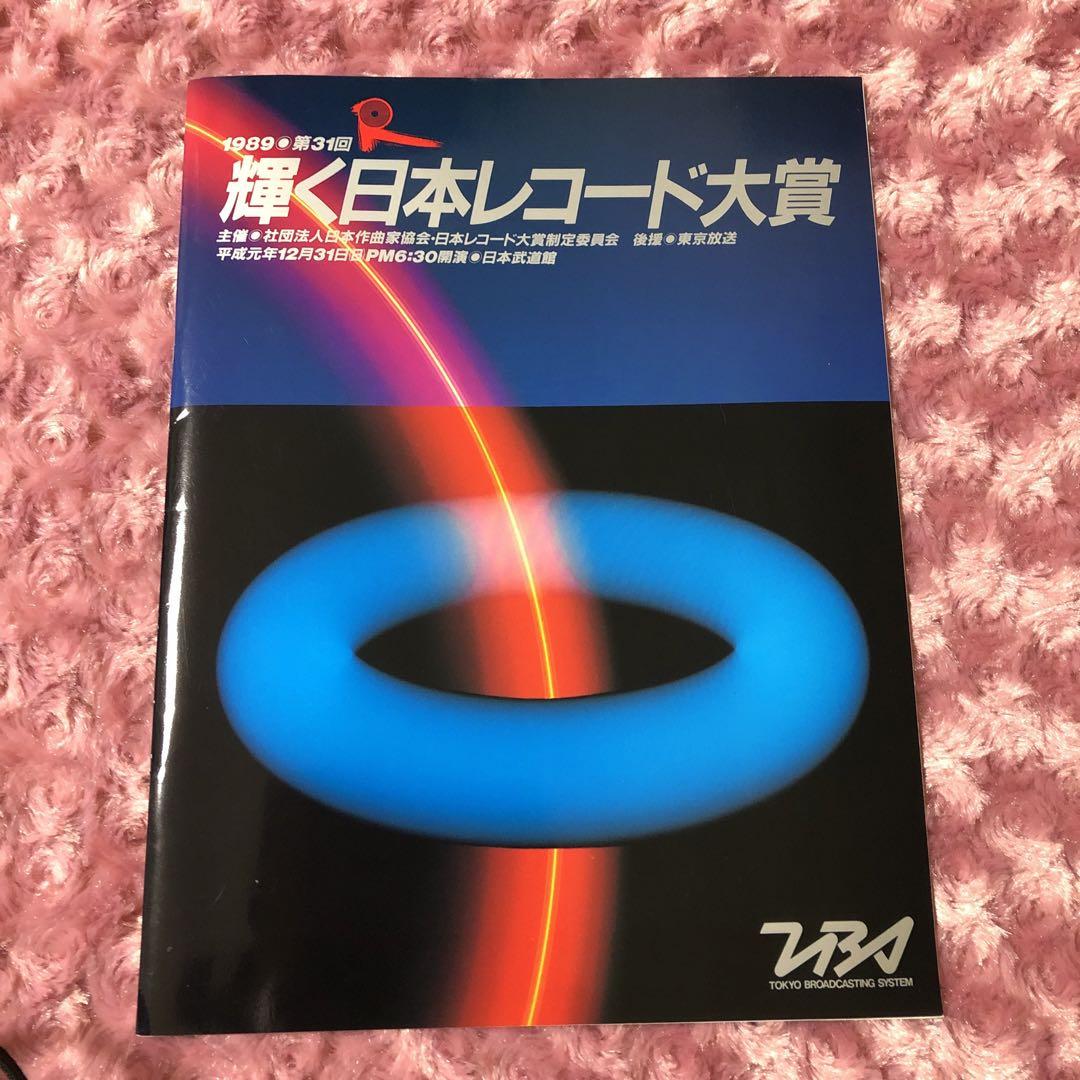 1989◉第31回
輝く日本レコード大賞
主催◉社団法人日本作曲家協会・日本レコード大賞制定委員会 後援◉東京放送
平成元年12月31日㊐PM6:30開演◉日本武道館
TBS
TOKYO BROADCASTING SYSTEM